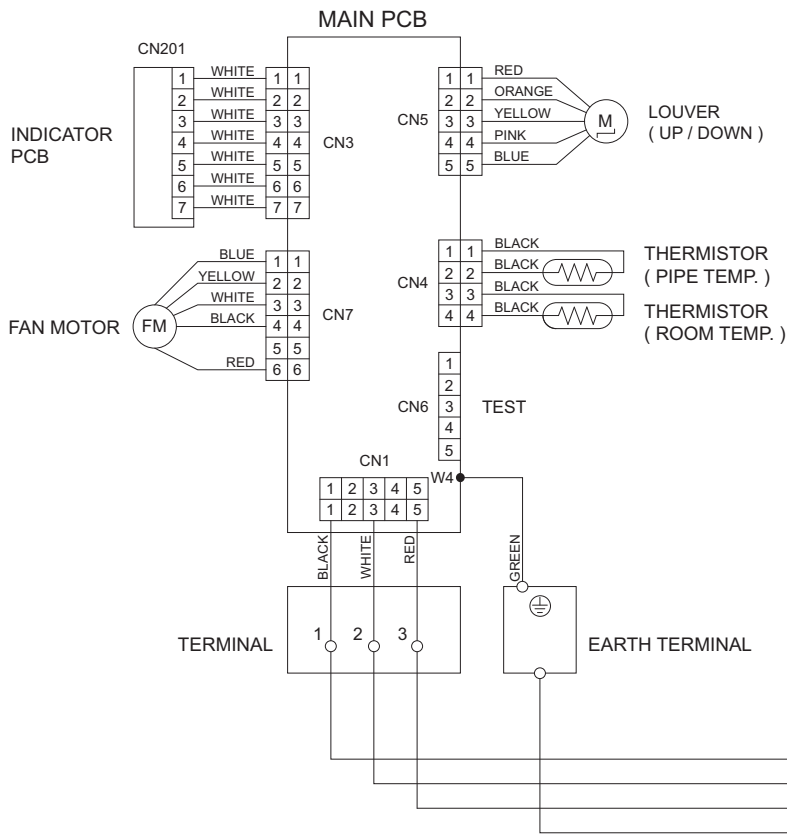 MAIN PCB
CN201
INDICATOR
PCB
1 WHITE 1 1
2 WHITE 2 2
3 WHITE 3 3
4 WHITE 4 4
5 WHITE 5 5
6 WHITE 6 6
7 WHITE 7 7
CN3
CN5
1 1 RED
2 2 ORANGE
3 3 YELLOW
4 4 PINK
5 5 BLUE
M
LOUVER
( UP / DOWN )
FAN MOTOR
FM
BLUE 1 1
YELLOW 2 2
WHITE 3 3
BLACK 4 4
5 5
RED 6 6
CN7
CN4
1 1 BLACK
2 2 BLACK
3 3 BLACK
4 4 BLACK
THERMISTOR
( PIPE TEMP. )
THERMISTOR
( ROOM TEMP. )
CN6
1
2
3
4
5
TEST
CN1
1 2 3 4 5
1 2 3 4 5
W4
BLACK
WHITE
RED
GREEN
TERMINAL
1 2 3
EARTH TERMINAL